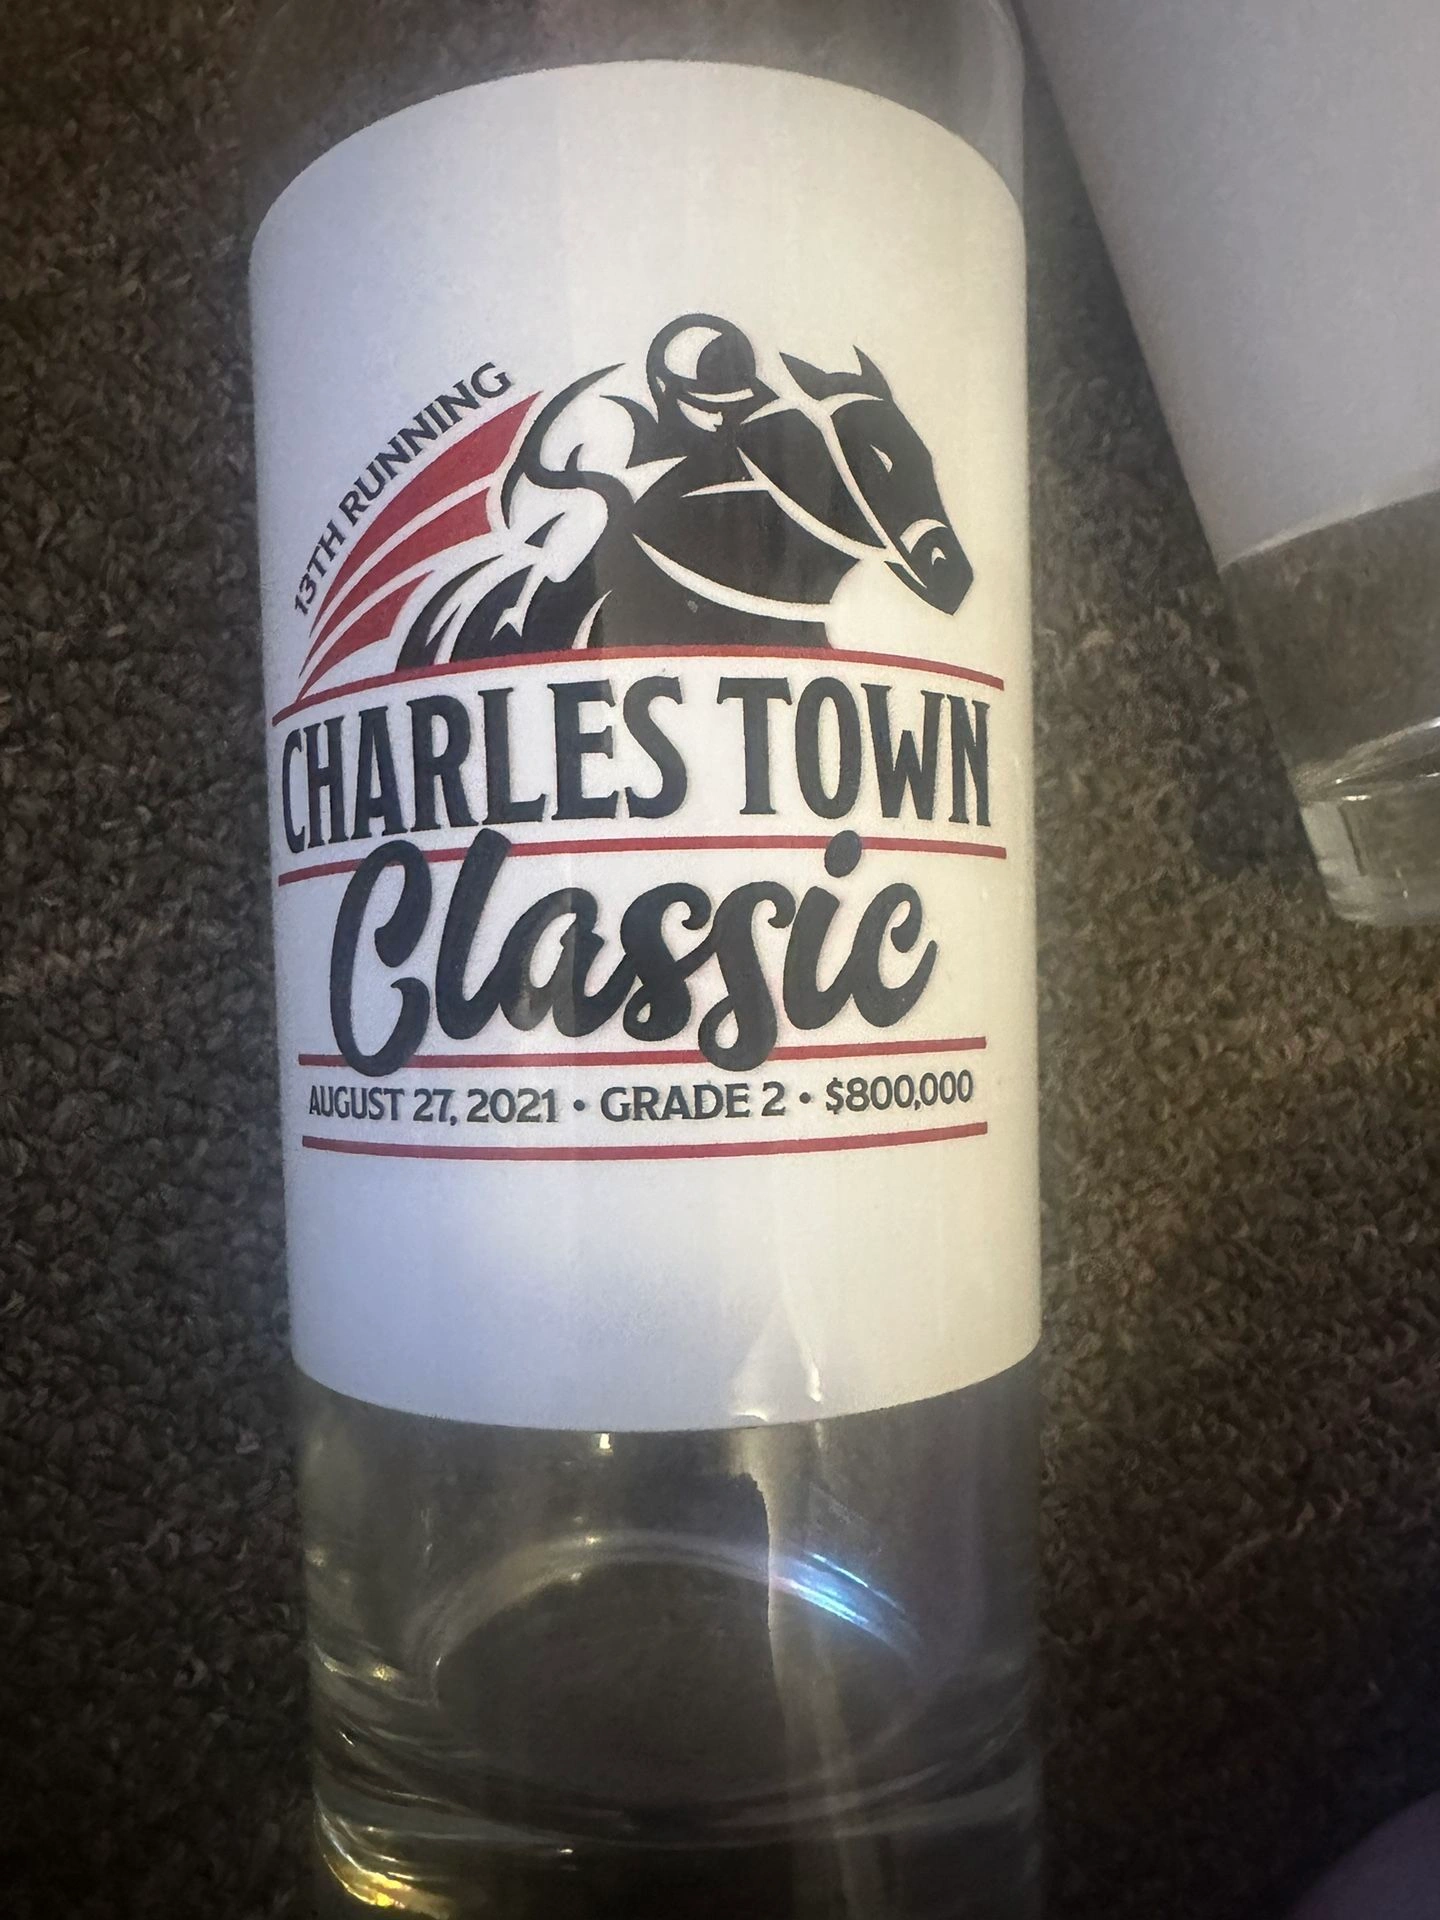 13TH RUNNING
CHARLES TOWN
Classic
AUGUST 27, 2021 • GRADE 2 • $800,000